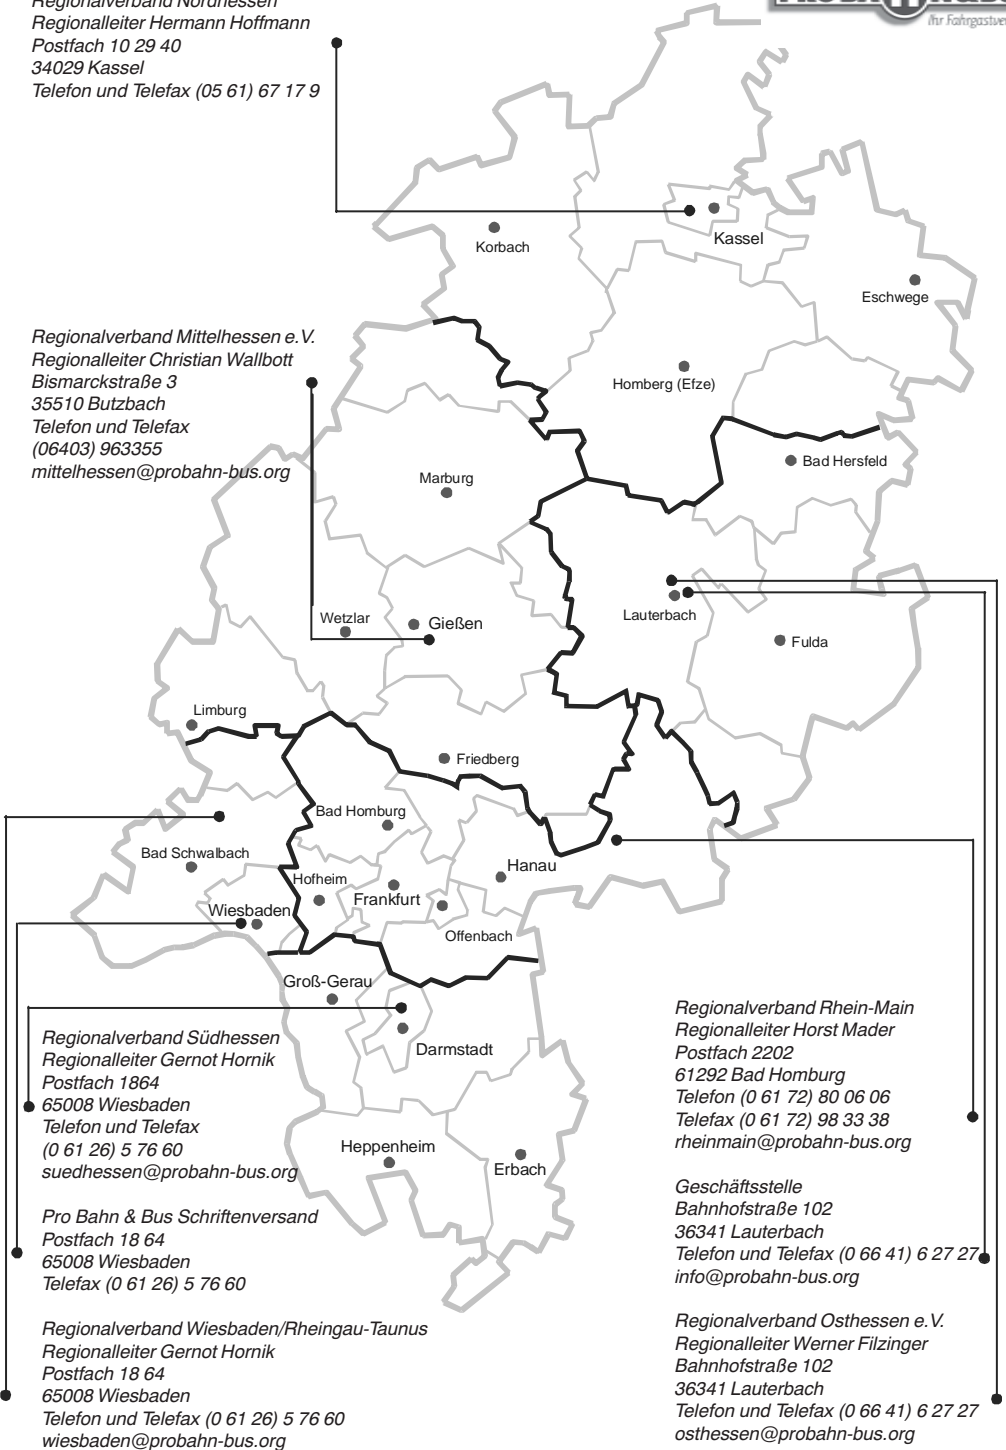 Regionalverband Nordhessen
Regionalleiter Hermann Hoffmann
Postfach 10 29 40
34029 Kassel
Telefon und Telefax (05 61) 67 17 9
Ihr Fahrgastve
Kassel
Korbach
Eschwege
Regionalverband Mittelhessen e.V.
Regionalleiter Christian Wallbott
Bismarckstraße 3
35510 Butzbach
Telefon und Telefax
(06403) 963355
mittelhessen@probahn-bus.org
Homberg (Efze)
Bad Hersfeld
Marburg
Lauterbach
Wetzlar
Gießen
Fulda
Limburg
Friedberg
Bad Homburg
Bad Schwalbach
Hanau
Hofheim
Frankfurt
Wiesbaden
Offenbach
Groß-Gerau
Darmstadt
Heppenheim
Erbach
Regionalverband Südhessen
Regionalleiter Gernot Hornik
Postfach 1864
65008 Wiesbaden
Telefon und Telefax
(0 61 26) 5 76 60
suedhessen@probahn-bus.org
Pro Bahn & Bus Schriftenversand
Postfach 18 64
65008 Wiesbaden
Telefax (0 61 26) 5 76 60
Regionalverband Wiesbaden/Rheingau-Taunus
Regionalleiter Gernot Hornik
Postfach 18 64
65008 Wiesbaden
Telefon und Telefax (0 61 26) 5 76 60
wiesbaden@probahn-bus.org
Regionalverband Rhein-Main
Regionalleiter Horst Mader
Postfach 2202
61292 Bad Homburg
Telefon (0 61 72) 80 06 06
Telefax (0 61 72) 98 33 38
rheinmain@probahn-bus.org
Geschäftsstelle
Bahnhofstraße 102
36341 Lauterbach
Telefon und Telefax (0 66 41) 6 27 27
info@probahn-bus.org
Regionalverband Osthessen e.V.
Regionalleiter Werner Filzinger
Bahnhofstraße 102
36341 Lauterbach
Telefon und Telefax (0 66 41) 6 27 27
osthessen@probahn-bus.org